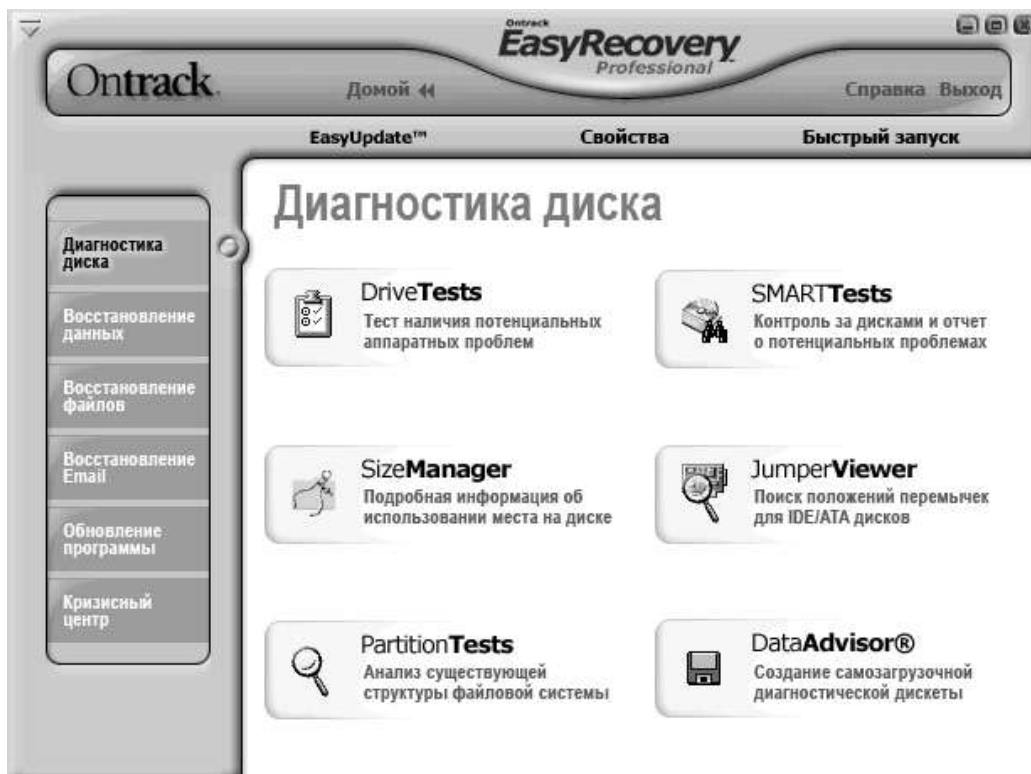 Ontrack
EasyRecovery
Professional
Ontrack
Домой
Справка Выход
EasyUpdate™ Свойства Быстрый запуск
Диагностика
диска
Восстановление
данных
Восстановление
файлов
Восстановление
Email
Обновление
программы
Кризисный
центр
Диагностика диска
DriveTests
Тест наличия потенциальных
аппаратных проблем
SMARTTests
Контроль за дисками и отчет
о потенциальных проблемах
SizeManager
Подробная информация об
использовании места на диске
JumperViewer
Поиск положений перемычек
для IDE/ATA дисков
PartitionTests
Анализ существующей
структуры файловой системы
DataAdvisor®
Создание самозагрузочной
диагностической дискеты